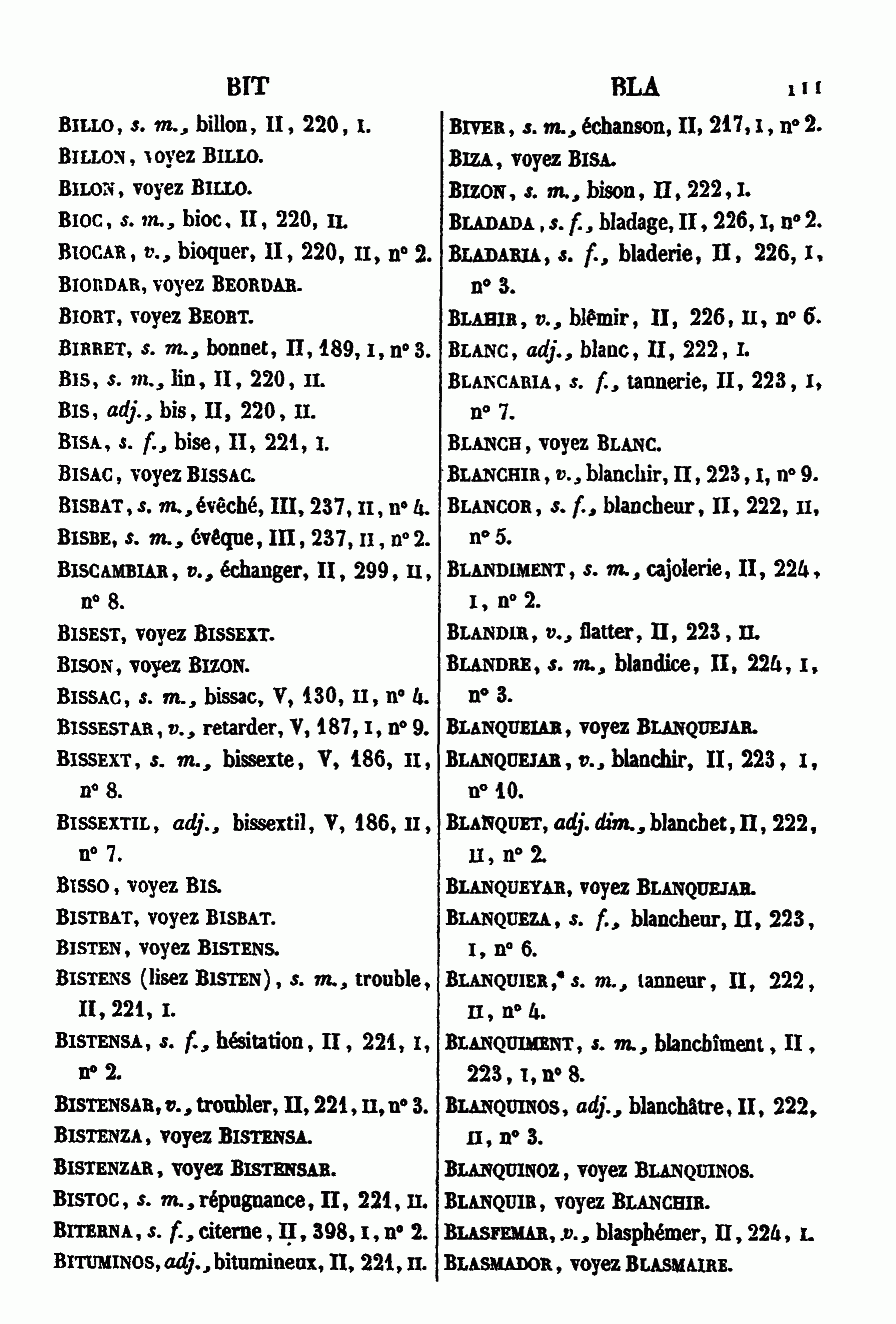 BIT
BLA
111
BILLO, s. m., billon, II, 220, I.
BILLON, voyez BILLO.
BILON, voyez BILLO.
BIOC, s. m., bioc, II, 220, II.
BIOCAR, v., bioquer, II, 220, II, nº 2.
BIORDAR, voyez BEORDAR.
BIORT, voyez BEORT.
BIRRET, s. m., bonnet, II, 189, I, nº 3.
BIS, s. m., lin, II, 220, II.
BIS, adj., bis, II, 220, II.
BISA, s. f., bise, II, 221, I.
BISAC, voyez BISSAC.
BISBAT, s. m., évêché, III, 237, II, nº 4.
BISBE, s. m., évêque, III, 237, II, nº 2.
BISCAMBIAR, v., échanger, II, 299, II,
nº 8.
BISEST, voyez BISSEXT.
BISON, voyez BIZON.
BISSAC, s. m., bissac, V, 130, II, nº 4.
BISSESTAR, v., retarder, V, 187, I, nº 9.
BISSEXT, s. m., bissexte, V, 186, II,
nº 8.
BISSEXTIL, adj., bissextil, V, 186, II,
nº 7.
BISSO, voyez BIS.
BISTBAT, voyez BISBAT.
BISTEN, voyez BISTENS.
BISTENS (lisez BISTEN), s. m., trouble,
II, 221, I.
BISTENSA, s. f., hésitation, II, 221, I,
nº 2.
BISTENSAR, v., troubler, II, 221, II, nº 3.
BISTENZA, voyez BISTENSA.
BISTENZAR, voyez BISTENSAR.
BISTOC, s. m., répugnance, II, 221, II.
BITERNA, s. f., citerne, II, 398, I, nº 2.
BITUMINOS, adj., bitumineux, II, 221, II.
BIVER, s. m., échanson, II, 217, I, nº 2.
BIZA, voyez BISA.
BIZON, s. m., bison, II, 222, I.
BLADADA, s. f., bladage, II, 226, I, nº 2.
BLADARIA, s. f., bladerie, II, 226, I,
nº 3.
BLAHIR, v., blêmir, II, 226, II, nº 6.
BLANC, adj., blanc, II, 222, I.
BLANCARIA, s. f., tannerie, II, 223, I,
nº 7.
BLANCH, voyez BLANC.
BLANCHIR, v., blanchir, II, 223, I, nº 9.
BLANCOR, s. f., blancheur, II, 222, II,
nº 5.
BLANDIMENT, s. m., cajolerie, II, 224,
I, nº 2.
BLANDIR, v., flatter, II, 223, II.
BLANDRE, s. m., blandice, II, 224, I,
nº 3.
BLANQUEIAR, voyez BLANQUEJAR.
BLANQUEJAR, v., blanchir, II, 223, I,
nº 10.
BLANQUET, adj. dim., blanchet, II, 222,
II, nº 2.
BLANQUEYAR, voyez BLANQUEJAR.
BLANQUEZA, s. f., blancheur, II, 223,
I, nº 6.
BLANQUIER, s. m., tanneur, II, 222,
II, nº 4.
BLANQUIMENT, s. m., blanchîment, II,
223, I, nº 8.
BLANQUINOS, adj., blanchâtre, II, 222,
II, nº 3.
BLANQUINOZ, voyez BLANQUINOS.
BLANQUIR, voyez BLANCHIR.
BLASFEMAR, v., blasphémer, II, 224, I.
BLASMADOR, voyez BLASMAIRE.